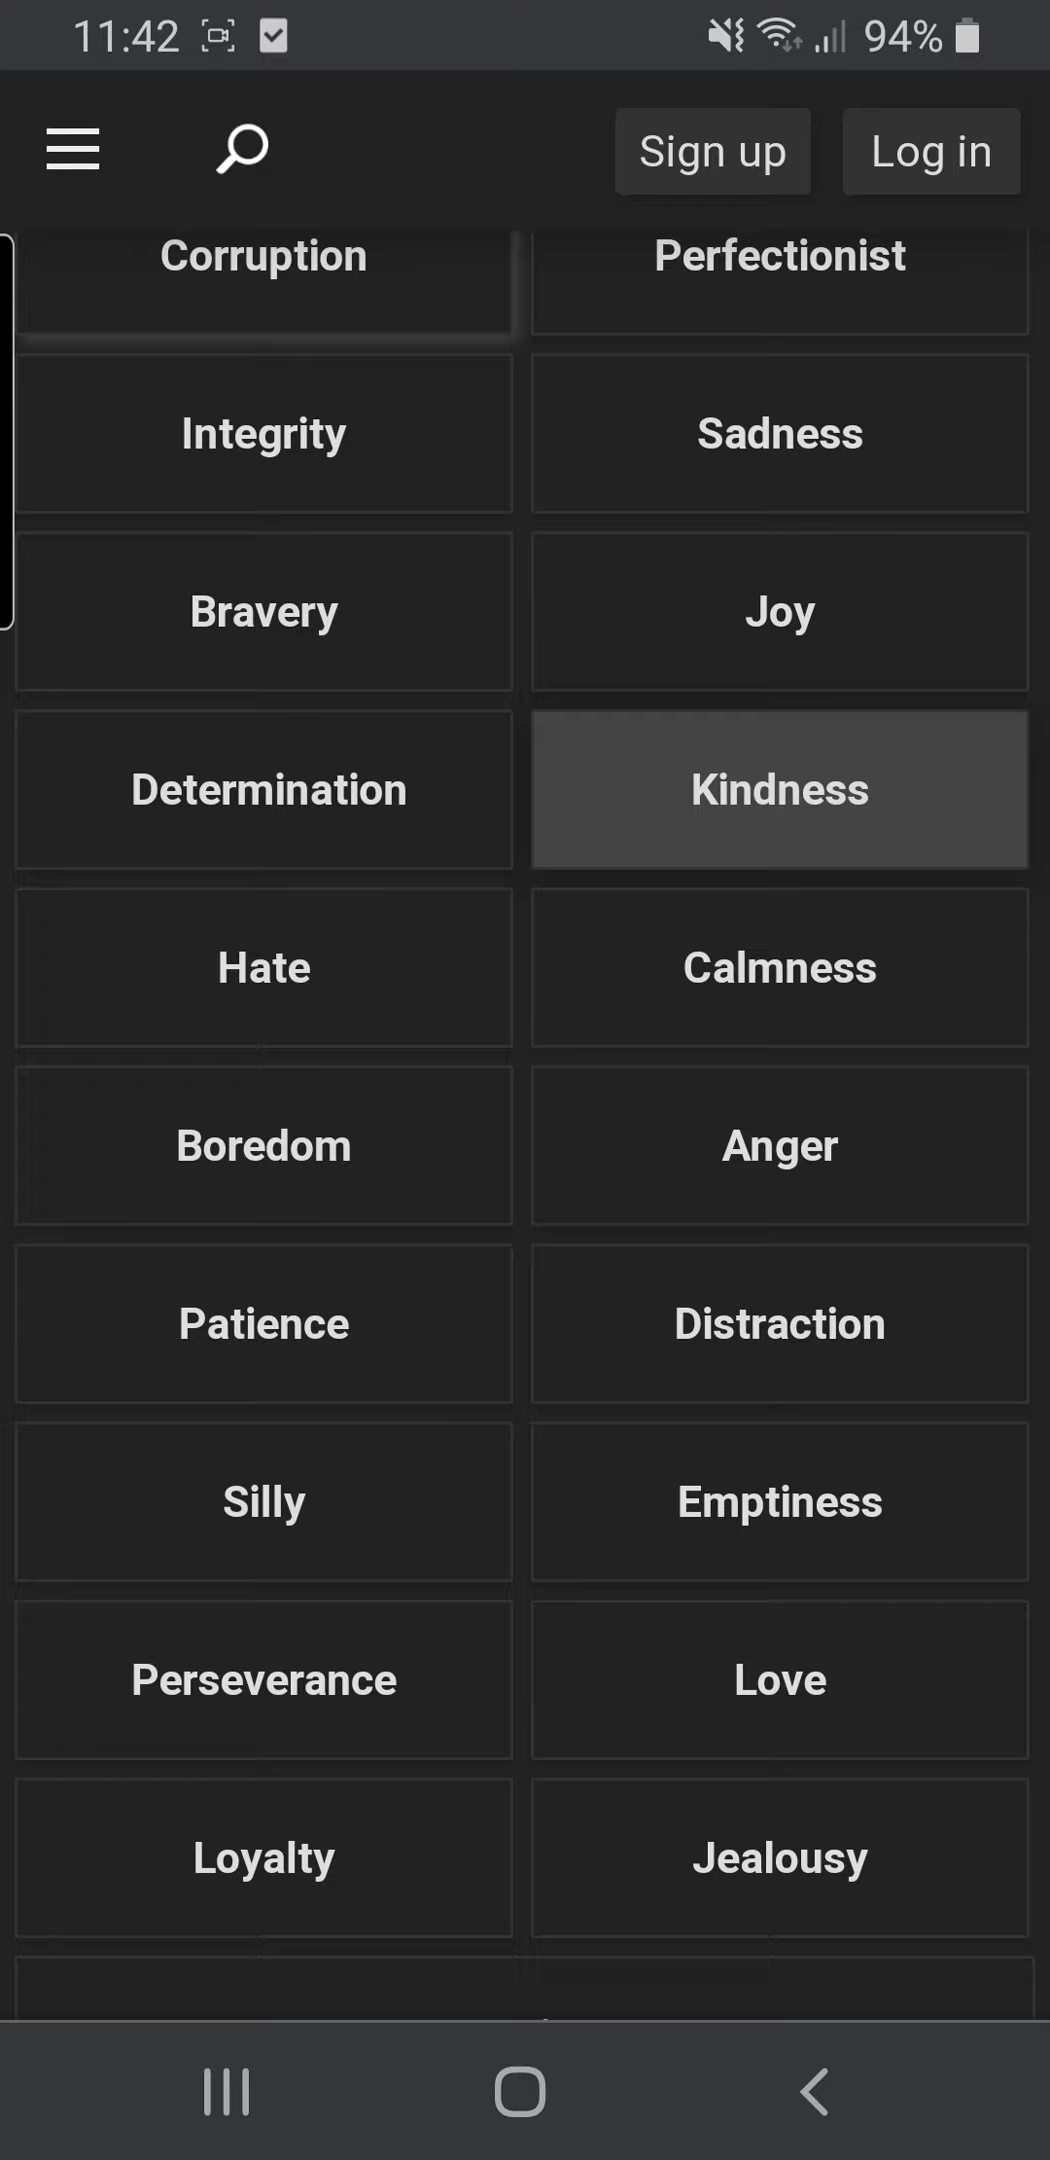 11:42 94%
Sign up Log in
Corruption Perfectionist
Integrity Sadness
Bravery Joy
Determination Kindness
Hate Calmness
Boredom Anger
Patience Distraction
Silly Emptiness
Perseverance Love
Loyalty Jealousy